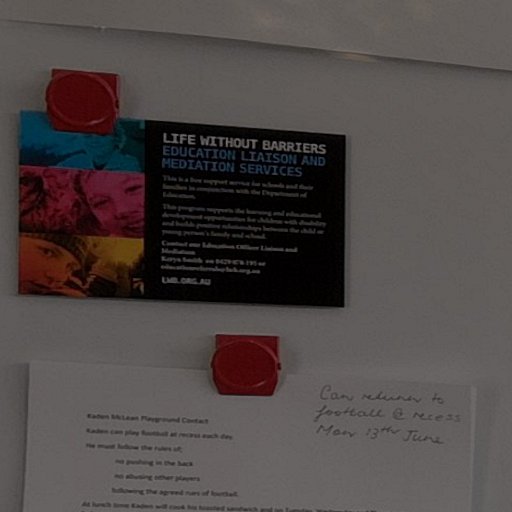 LIFE WITHOUT BARRIERS
EDUCATION LIAISON AND
MEDIATION SERVICES
This is a free support service for schools and their
families in conjunction with the Department of
Education.
This program supports the learning and educational
development opportunities for children with disability
and builds positive relationships between the child or
young person's family and school.
Contact our Education Officer Liaison and
Mediation
Keryn Smith on 0429 078 195 or
LWB.ORG.AU
Can returner to
football @ recess
Mon 13th June
Kaden McLean Playground Contact
Kaden can play football at recess each day.
He must follow the rules of;
no pushing in the back
no abusing other players
following the agreed rues of football.
At lunch time Kaden will cook his toasted sandwich and on Tuesday,